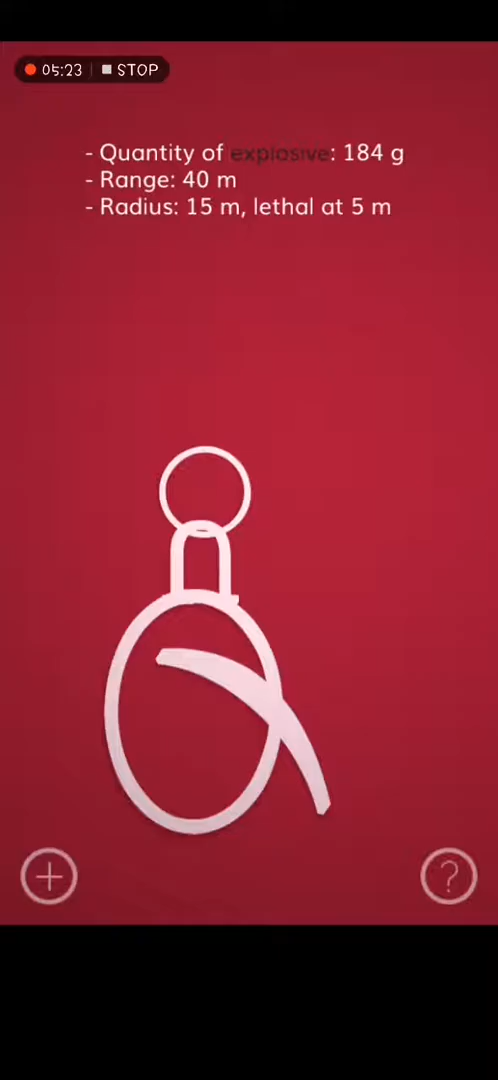 05:23 STOP
- Quantity of explosive: 184 g
- Range: 40 m
- Radius: 15 m, lethal at 5 m
?